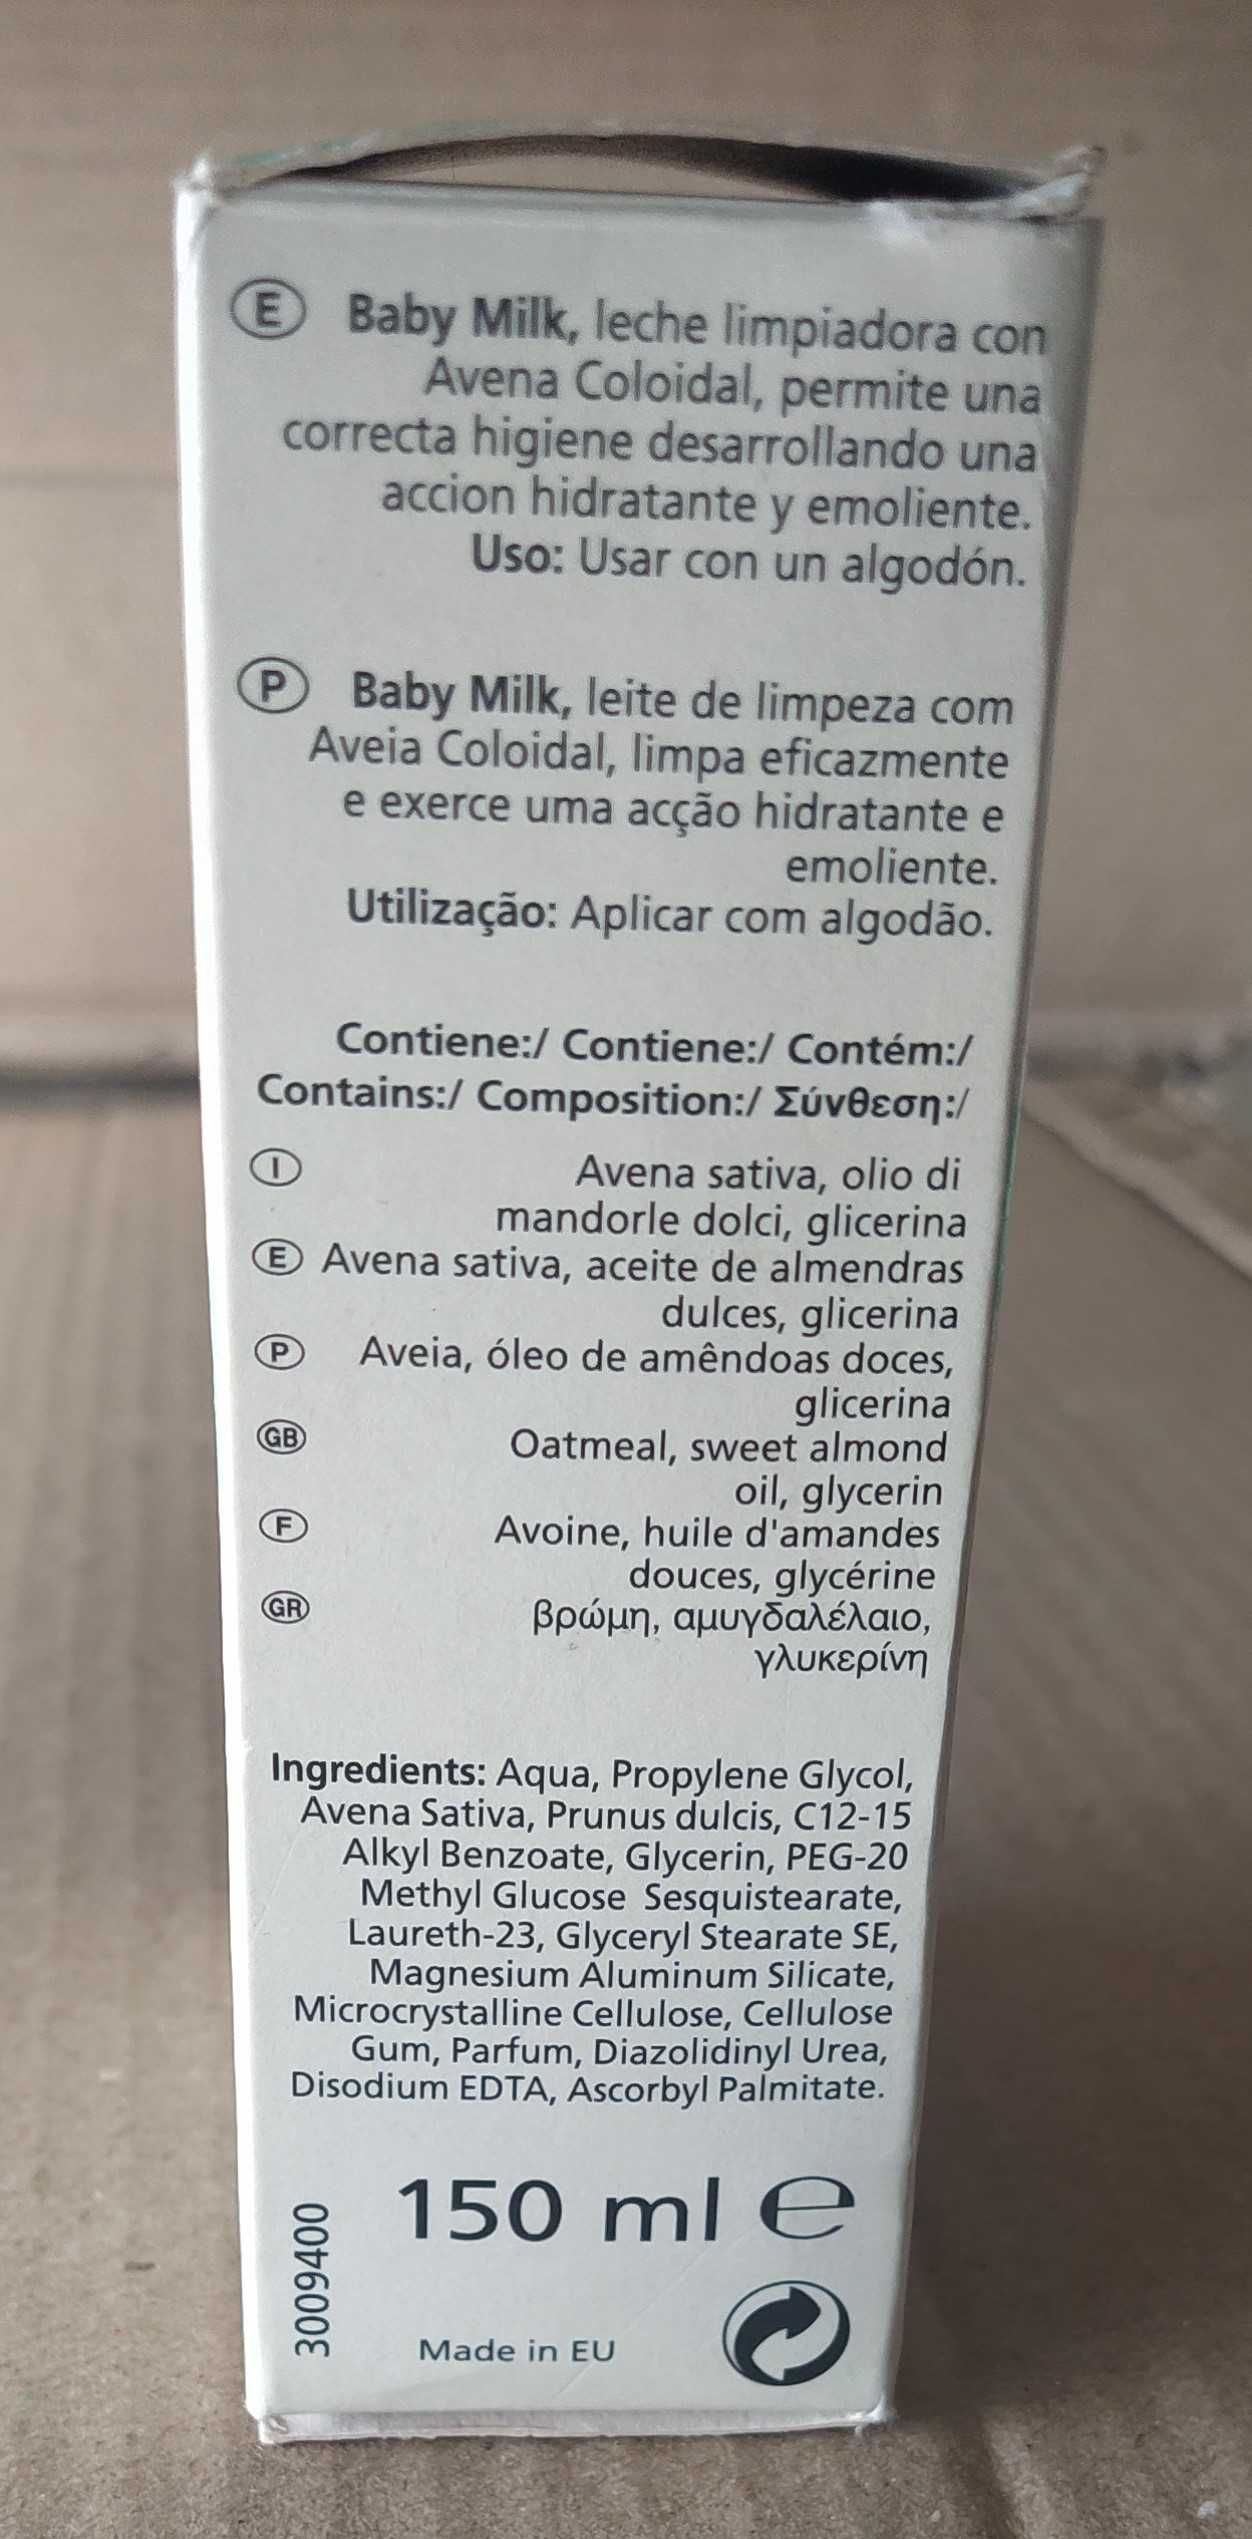 E Baby Milk, leche limpiadora con
Avena Coloidal, permite una
correcta higiene desarrollando una
accion hidratante y emoliente.
Uso: Usar con un algodón.
P Baby Milk, leite de limpeza com
Aveia Coloidal, limpa eficazmente
e exerce uma acção hidratante e
emoliente.
Utilização: Aplicar com algodão.
Contiene:/ Contiene:/ Contém:/
Contains:/ Composition:/ Σύνθεση:/
I Avena sativa, olio di
mandorle dolci, glicerina
E Avena sativa, aceite de almendras
dulces, glicerina
P Aveia, óleo de amêndoas doces,
glicerina
GB Oatmeal, sweet almond
oil, glycerin
F Avoine, huile d'amandes
douces, glycérine
GR βρώμη, αμυγδαλέλαιο,
γλυκερίνη
Ingredients: Aqua, Propylene Glycol,
Avena Sativa, Prunus dulcis, C12-15
Alkyl Benzoate, Glycerin, PEG-20
Methyl Glucose Sesquistearate,
Laureth-23, Glyceryl Stearate SE,
Magnesium Aluminum Silicate,
Microcrystalline Cellulose, Cellulose
Gum, Parfum, Diazolidinyl Urea,
Disodium EDTA, Ascorbyl Palmitate.
150 ml ℮
3009400
Made in EU